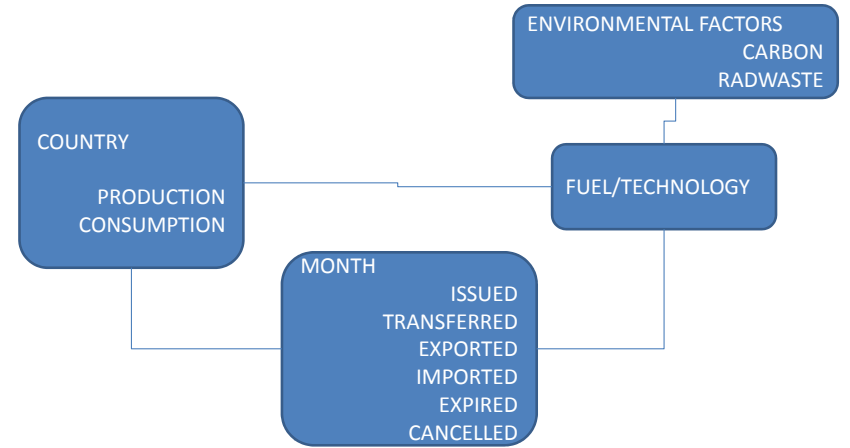 ENVIRONMENTAL FACTORS
CARBON
RADWASTE
COUNTRY
PRODUCTION
CONSUMPTION
FUEL/TECHNOLOGY
MONTH
ISSUED
TRANSFERRED
EXPORTED
IMPORTED
EXPIRED
CANCELLED